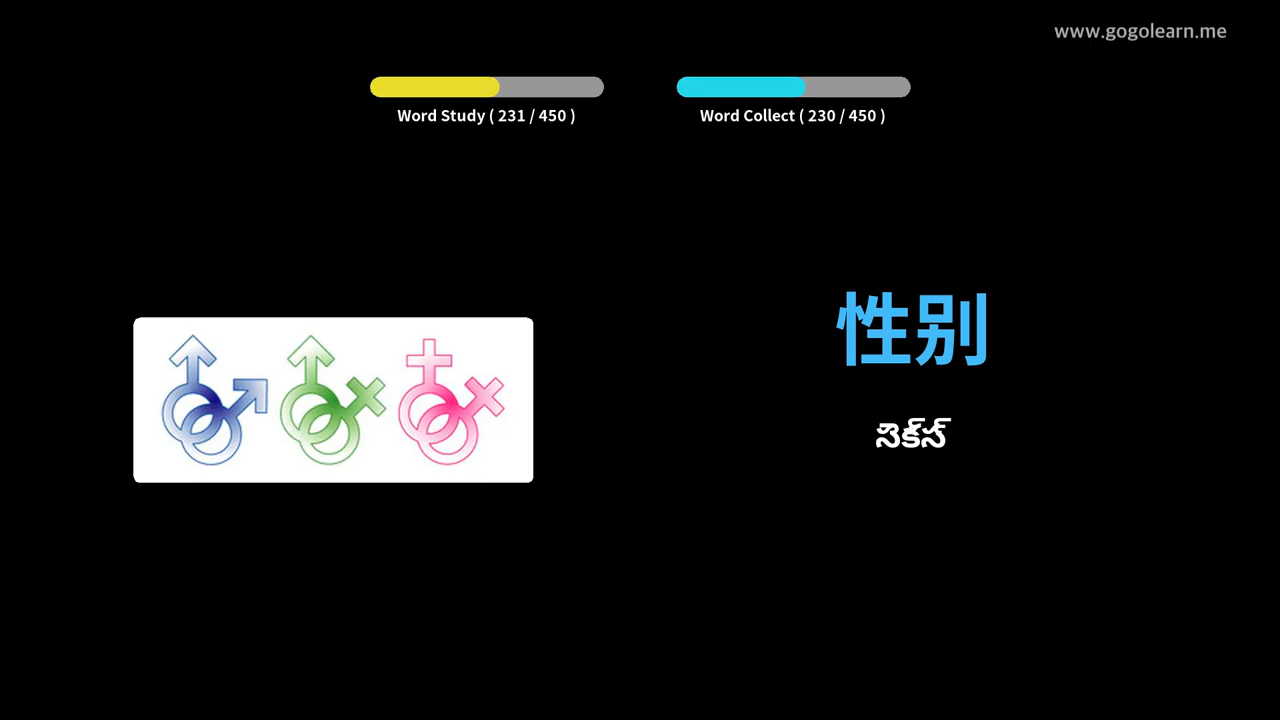 www.gogolearn.me
Word Study ( 231 / 450 )
Word Collect ( 230 / 450 )
性别
సెక్స్